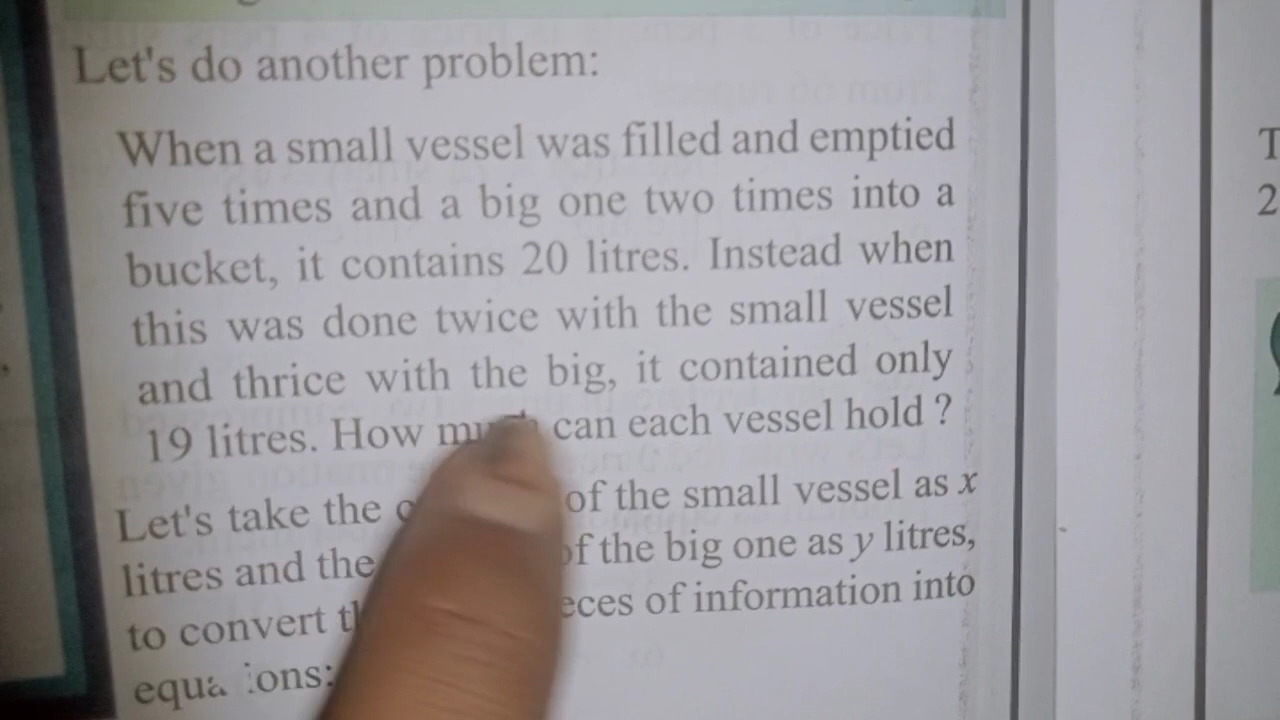 Let's do another problem:
When a small vessel was filled and emptied
five times and a big one two times into a
bucket, it contains 20 litres. Instead when
this was done twice with the small vessel
and thrice with the big, it contained only
19 litres. How can each vessel hold ?
Let's take the of the small vessel as x
litres and the of the big one as y litres,
to convert of information into
T
2